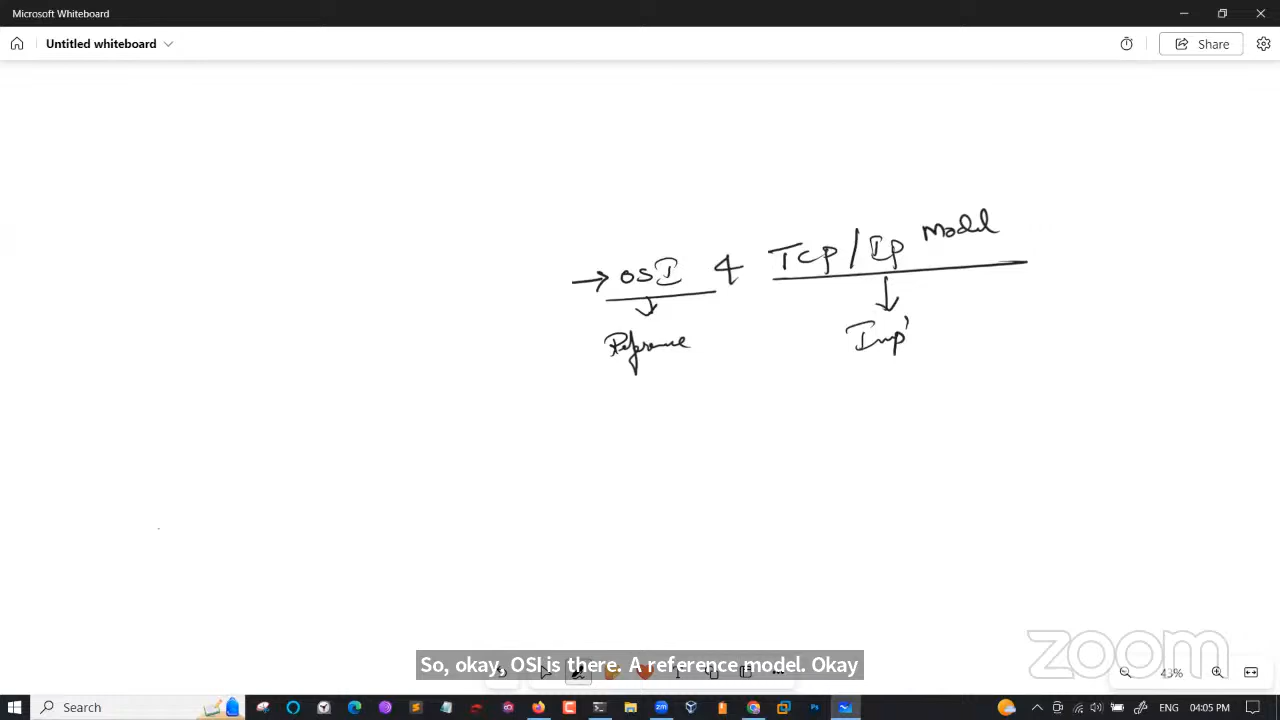 Microsoft Whiteboard
Untitled whiteboard
Share
Model
→ OSI & TCP/IP
Reference
Imp'
So, okay, OSI is there. A reference model. Okay
zoom
43%
Search
ENG
04:05 PM